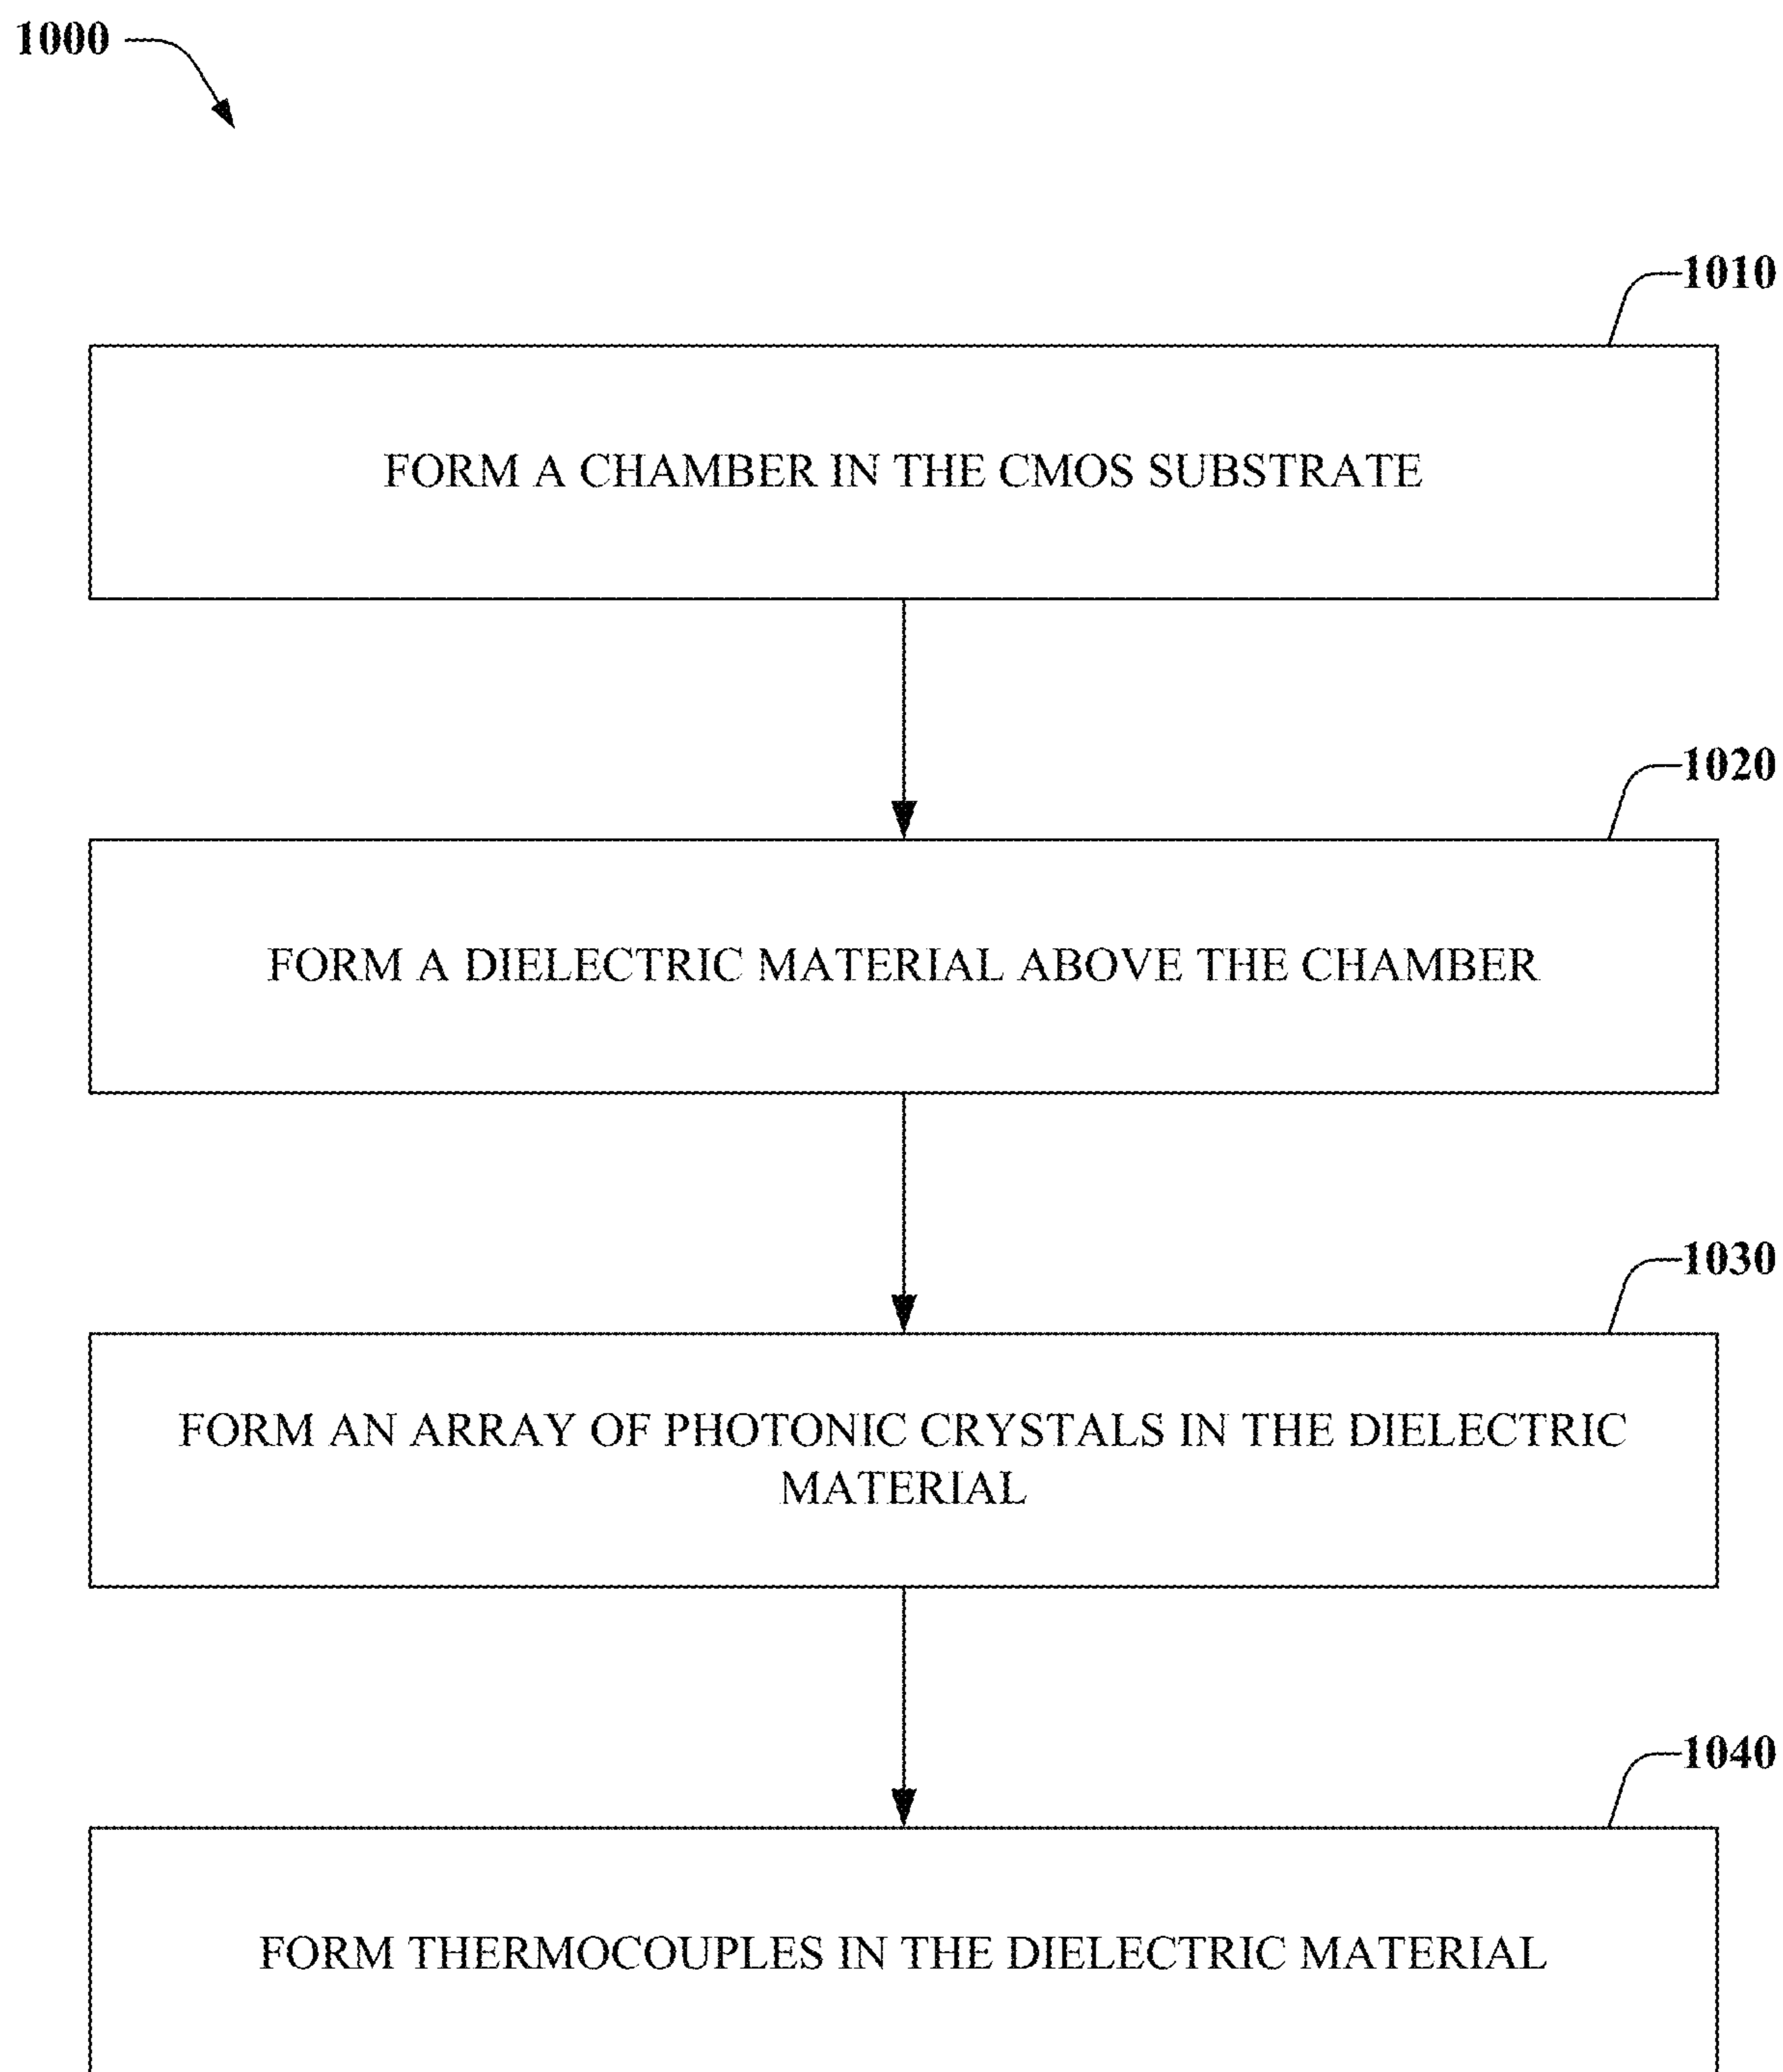 1000
1010
FORM A CHAMBER IN THE CMOS SUBSTRATE
1020
FORM A DIELECTRIC MATERIAL ABOVE THE CHAMBER
1030
FORM AN ARRAY OF PHOTONIC CRYSTALS IN THE DIELECTRIC
MATERIAL
1040
FORM THERMOCOUPLES IN THE DIELECTRIC MATERIAL